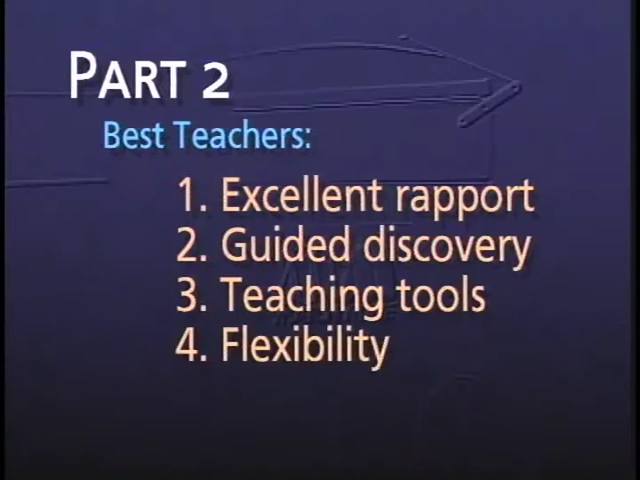 PART 2
Best Teachers:
1. Excellent rapport
2. Guided discovery
3. Teaching tools
4. Flexibility